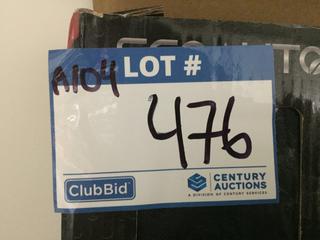 A104 LOT #
476
ClubBid
CENTURY
AUCTIONS
A DIVISION OF CENTURY SERVICES